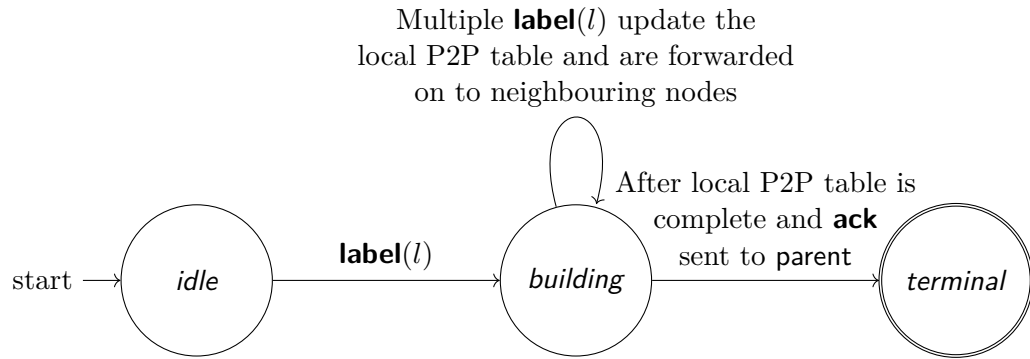 Multiple label(l) update the
local P2P table and are forwarded
on to neighbouring nodes
After local P2P table is
complete and ack
sent to parent
start
idle
label(l)
building
terminal